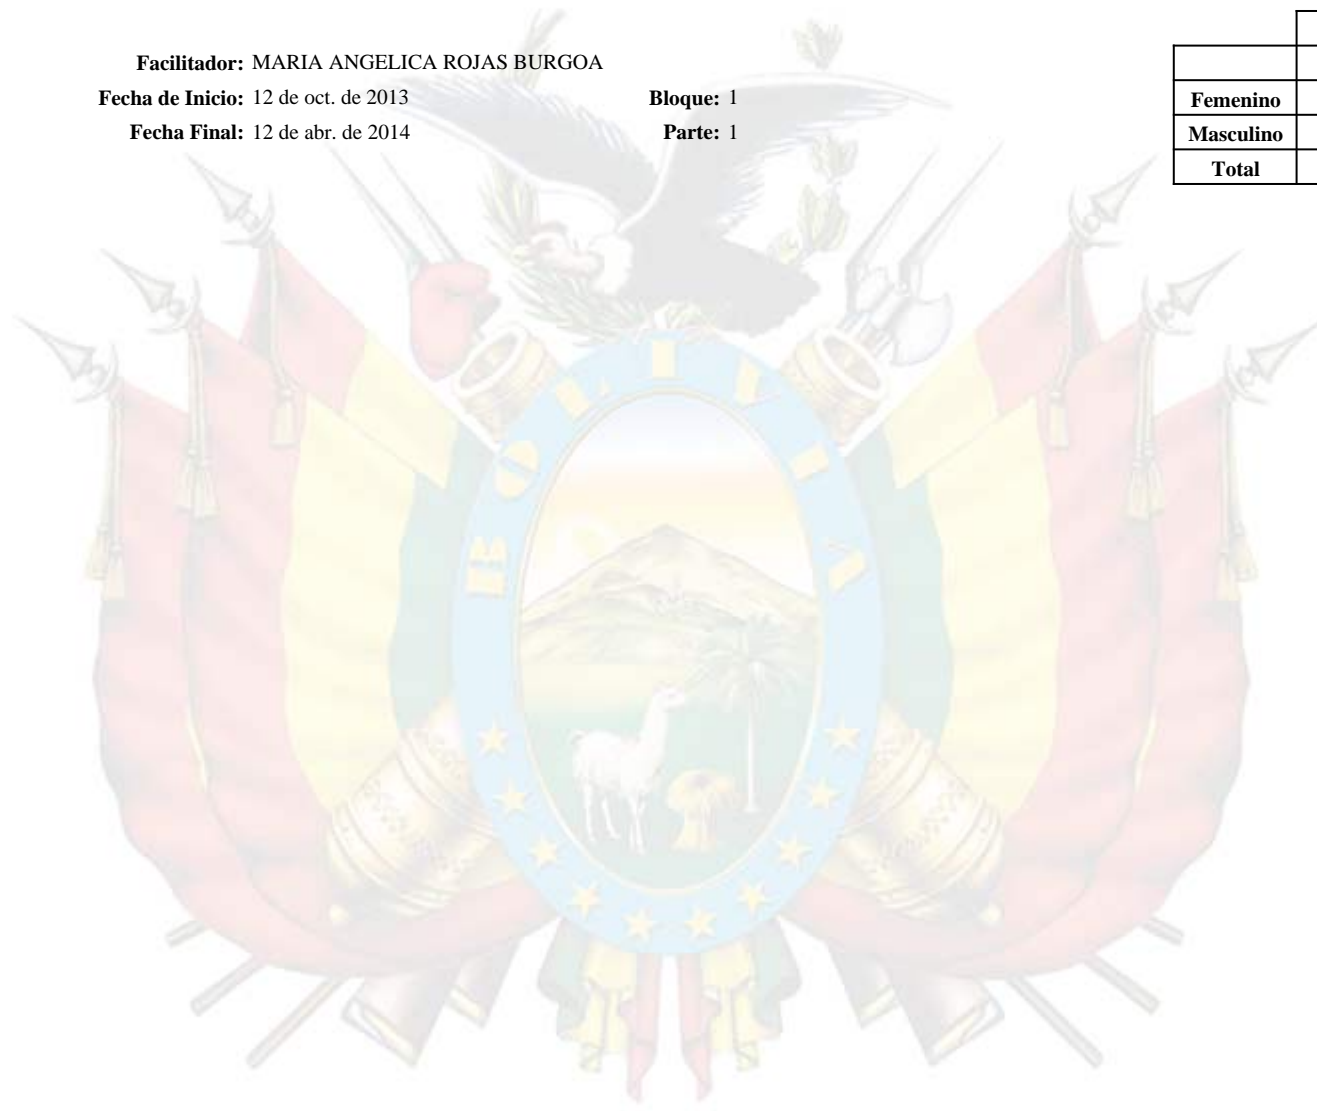 Facilitador: MARIA ANGELICA ROJAS BURGOA
Fecha de Inicio: 12 de oct. de 2013 Bloque: 1
Fecha Final: 12 de abr. de 2014 Parte: 1
Femenino
Masculino
Total
BOLIVIA